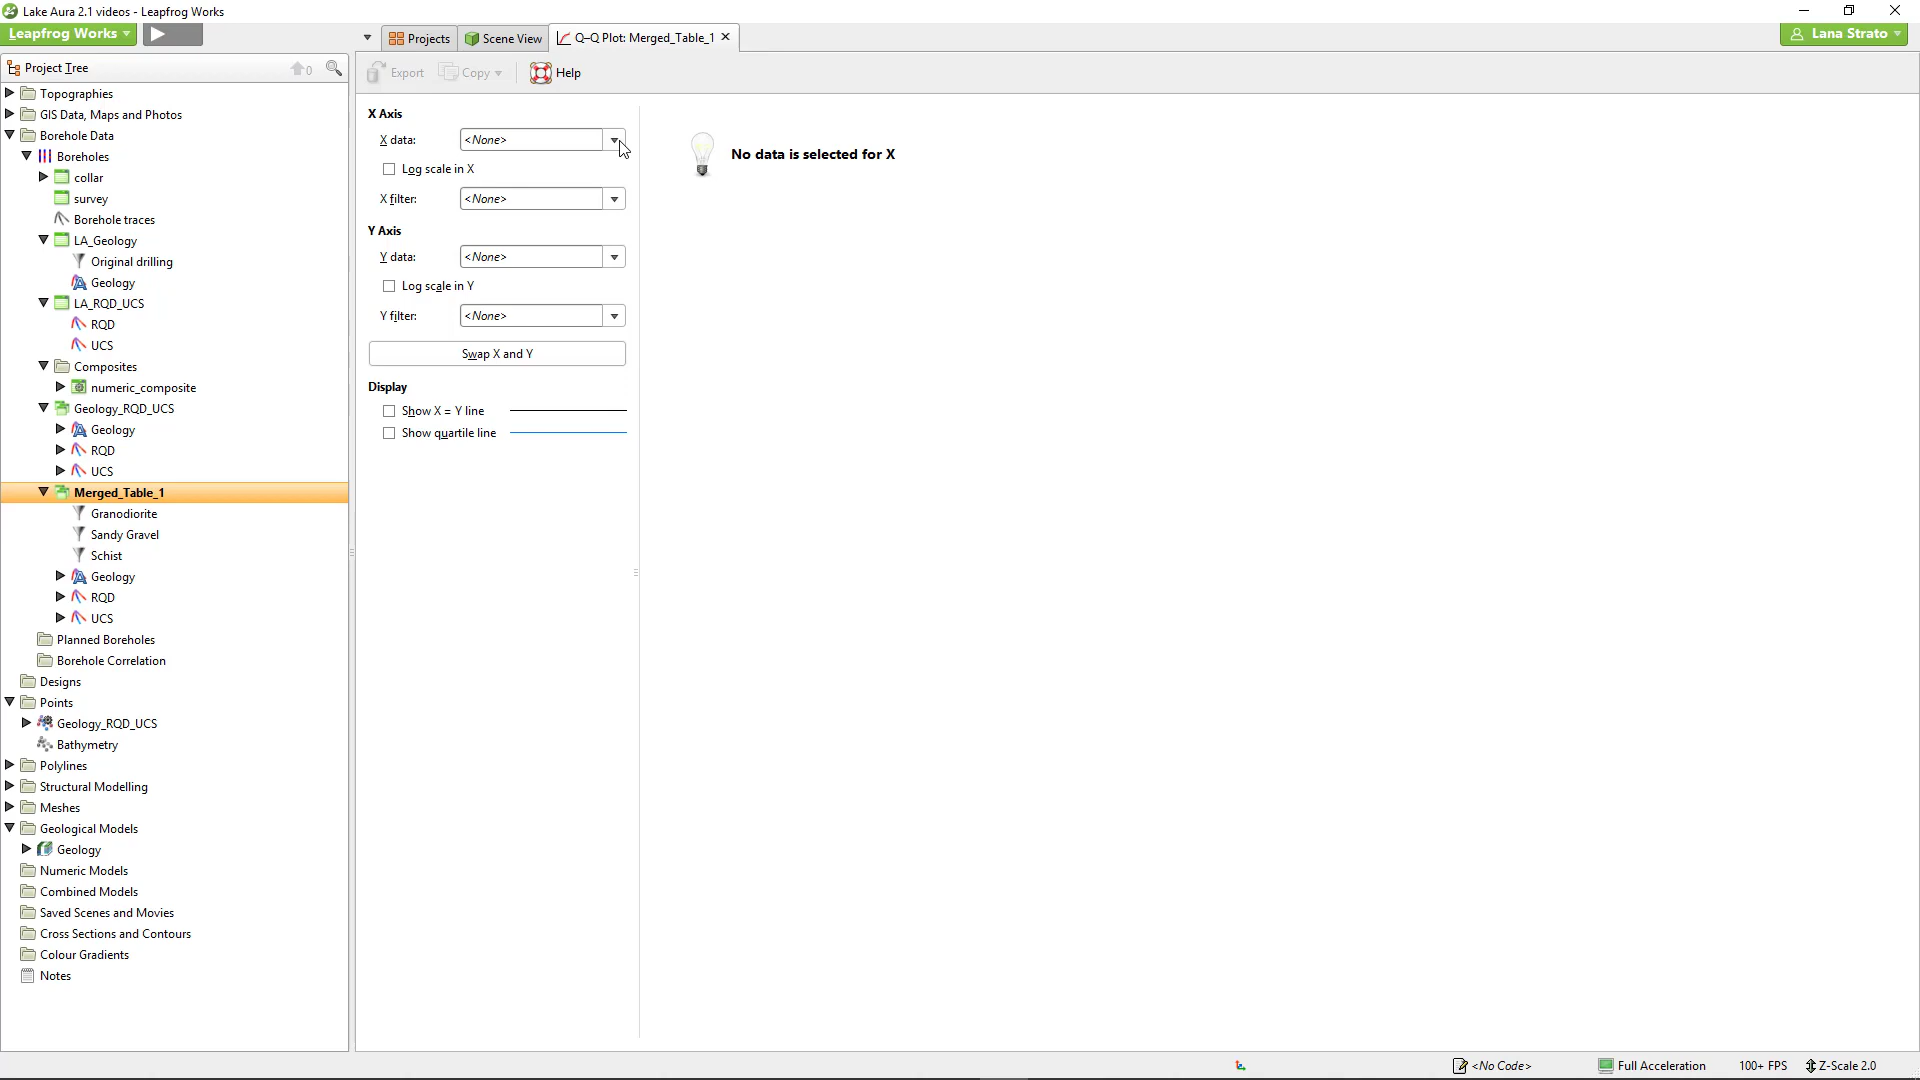 Lake Aura 2.1 videos - Leapfrog Works
Leapfrog Works
Projects
Scene View
Q–Q Plot: Merged_Table_1
Lana Strato
Project Tree
0
Export
Copy
Help
Topographies
GIS Data, Maps and Photos
Borehole Data
Boreholes
collar
survey
Borehole traces
LA_Geology
Original drilling
Geology
LA_RQD_UCS
RQD
UCS
Composites
numeric_composite
Geology_RQD_UCS
Geology
RQD
UCS
Merged_Table_1
Granodiorite
Sandy Gravel
Schist
Geology
RQD
UCS
Planned Boreholes
Borehole Correlation
Designs
Points
Geology_RQD_UCS
Bathymetry
Polylines
Structural Modelling
Meshes
Geological Models
Geology
Numeric Models
Combined Models
Saved Scenes and Movies
Cross Sections and Contours
Colour Gradients
Notes
X Axis
X data: <None>
Log scale in X
X filter: <None>
Y Axis
Y data: <None>
Log scale in Y
Y filter: <None>
Swap X and Y
Display
Show X = Y line
Show quartile line
No data is selected for X
<No Code>
Full Acceleration
100+ FPS
Z-Scale 2.0